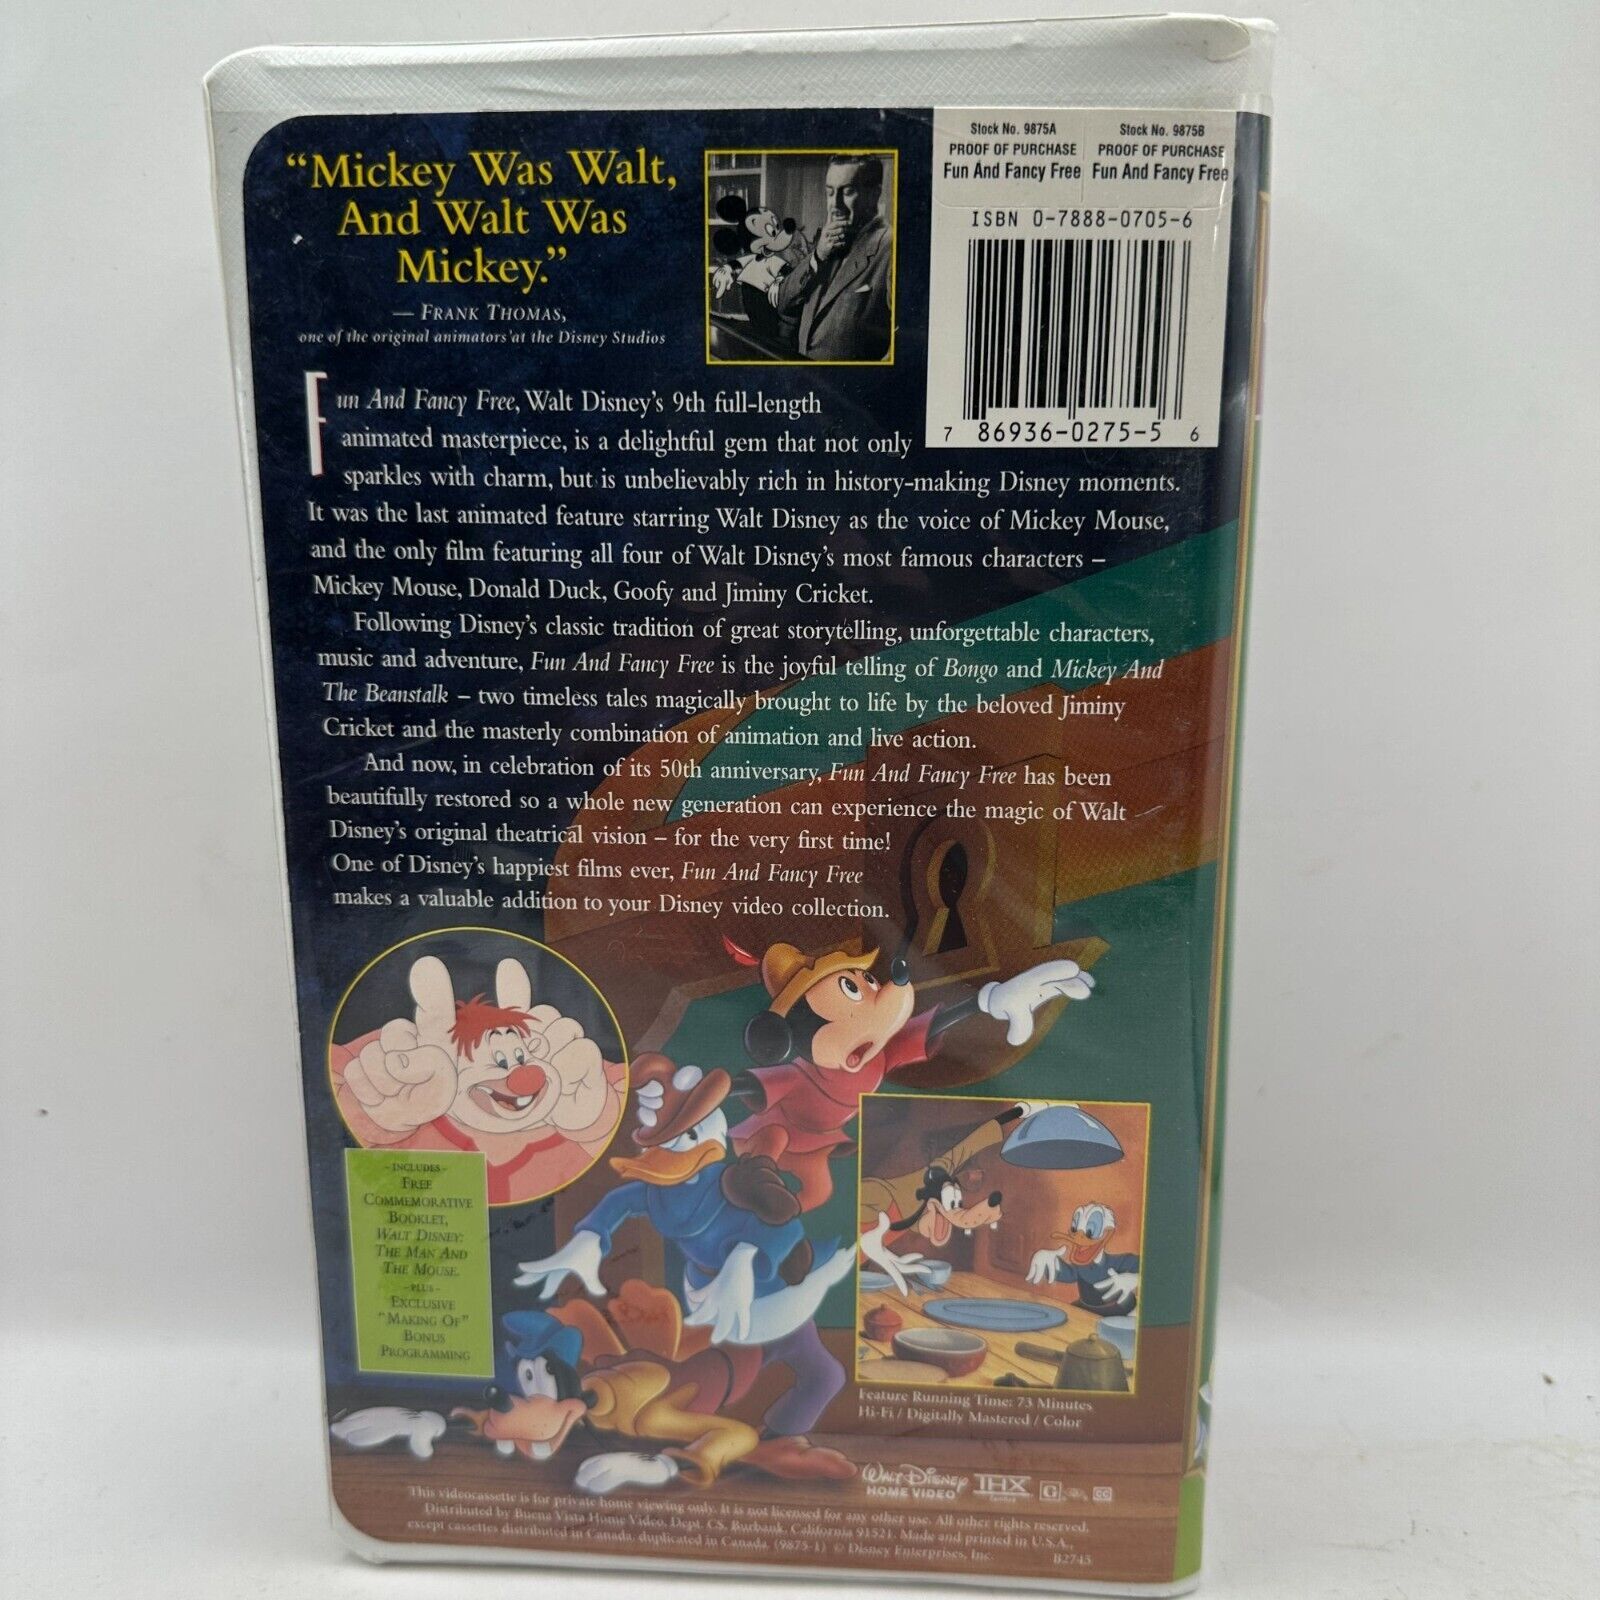 “Mickey Was Walt,
And Walt Was
Mickey.”
— Frank Thomas,
one of the original animators at the Disney Studios
Stock No. 9875A
PROOF OF PURCHASE
Fun And Fancy Free
Stock No. 9875B
PROOF OF PURCHASE
Fun And Fancy Free
ISBN 0-7888-0705-6
7 86936-0275-5 6
Fun And Fancy Free, Walt Disney’s 9th full-length
animated masterpiece, is a delightful gem that not only
sparkles with charm, but is unbelievably rich in history-making Disney moments.
It was the last animated feature starring Walt Disney as the voice of Mickey Mouse,
and the only film featuring all four of Walt Disney’s most famous characters –
Mickey Mouse, Donald Duck, Goofy and Jiminy Cricket.
Following Disney’s classic tradition of great storytelling, unforgettable characters,
music and adventure, Fun And Fancy Free is the joyful telling of Bongo and Mickey And
The Beanstalk – two timeless tales magically brought to life by the beloved Jiminy
Cricket and the masterly combination of animation and live action.
And now, in celebration of its 50th anniversary, Fun And Fancy Free has been
beautifully restored so a whole new generation can experience the magic of Walt
Disney’s original theatrical vision – for the very first time!
One of Disney’s happiest films ever, Fun And Fancy Free
makes a valuable addition to your Disney video collection.
– Includes –
Free
Commemorative
Booklet,
Walt Disney:
The Man And
The Mouse.
– plus –
Exclusive
“Making Of”
Bonus
Programming
Feature Running Time: 73 Minutes
Hi-Fi / Digitally Mastered / Color
Walt Disney
HOME VIDEO
THX
G
CC
This videocassette is for private home viewing only. It is not licensed for any other use. All other rights reserved.
Distributed by Buena Vista Home Video, Dept. CS, Burbank, California 91521. Made and printed in U.S.A.,
except cassettes distributed in Canada, duplicated in Canada. (9875-1) © Disney Enterprises, Inc.
B2745